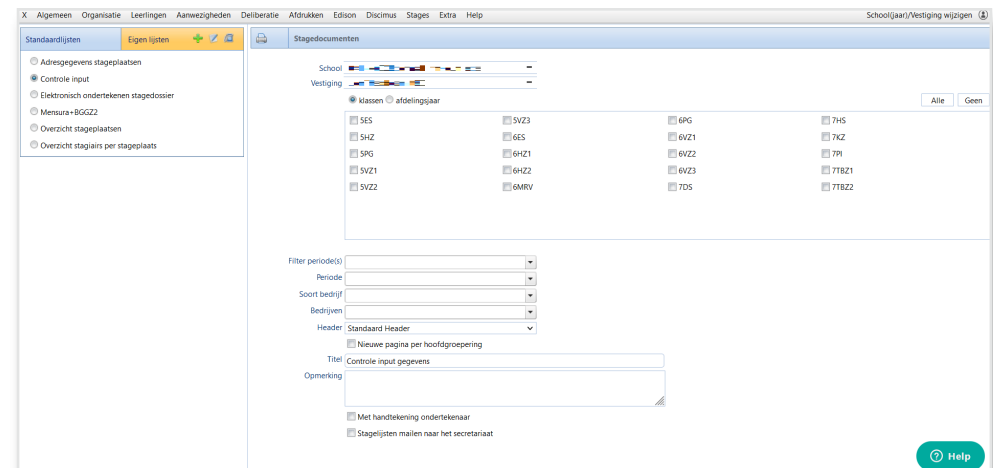 X Algemeen Organisatie Leerlingen Aanwezigheden Deliberatie Afdrukken Edison Discimus Stages Extra Help School(jaar)/Vestiging wijzigen
Standaardlijsten Eigen lijsten Stagedocumenten
Adresgegevens stageplaatsen
Controle input
Elektronisch ondertekenen stagedossier
Mensura+BGGZ2
Overzicht stageplaatsen
Overzicht stagiairs per stageplaats
School
Vestiging
klassen afdelingsjaar Alle Geen
5ES 5VZ3 6PG 7HS
5HZ 6ES 6VZ1 7KZ
5PG 6HZ1 6VZ2 7PI
5VZ1 6HZ2 6VZ3 7TBZ1
5VZ2 6MRV 7DS 7TBZ2
Filter periode(s)
Periode
Soort bedrijf
Bedrijven
Header Standaard Header
Nieuwe pagina per hoofdgroepering
Titel Controle input gegevens
Opmerking
Met handtekening ondertekenaar
Stagelijsten mailen naar het secretariaat
? Help